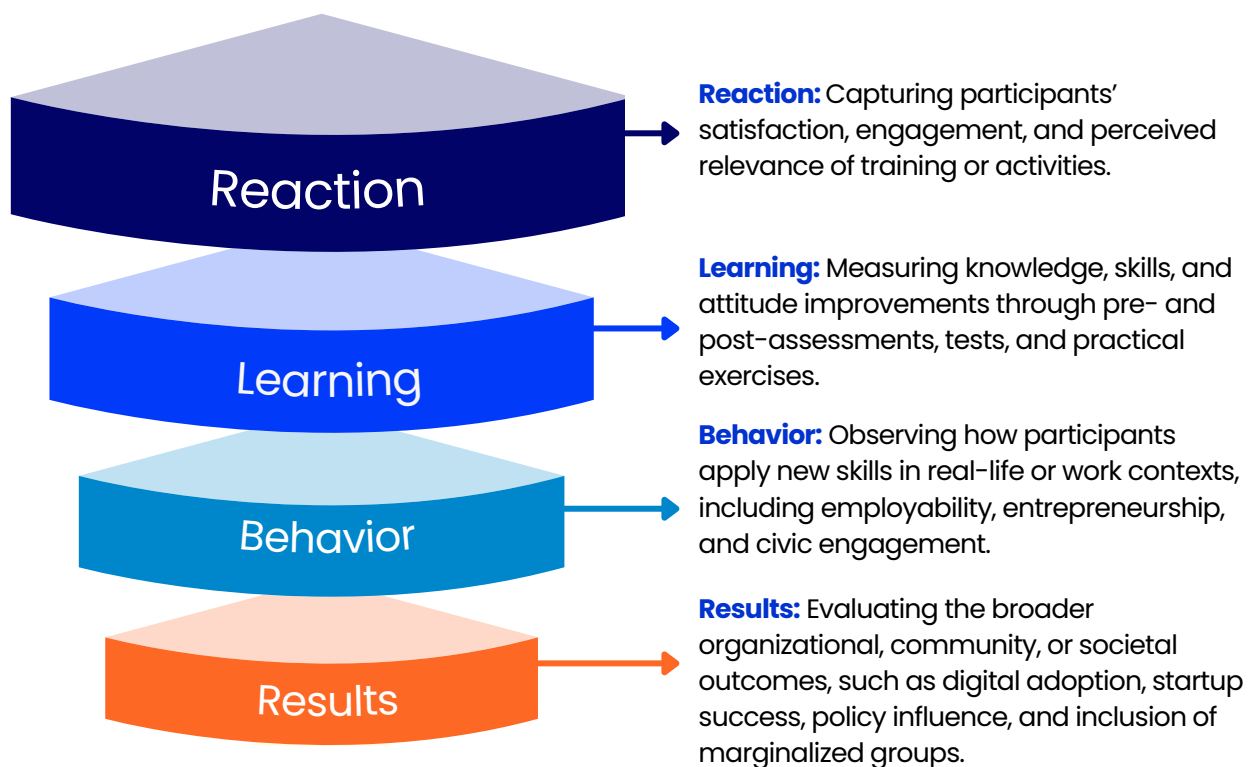 Reaction
Reaction: Capturing participants’
satisfaction, engagement, and perceived
relevance of training or activities.
Learning
Learning: Measuring knowledge, skills, and
attitude improvements through pre- and
post-assessments, tests, and practical
exercises.
Behavior
Behavior: Observing how participants
apply new skills in real-life or work contexts,
including employability, entrepreneurship,
and civic engagement.
Results
Results: Evaluating the broader
organizational, community, or societal
outcomes, such as digital adoption, startup
success, policy influence, and inclusion of
marginalized groups.